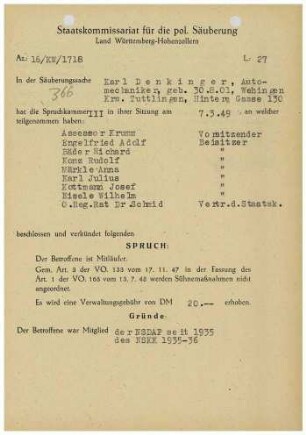 Staatskommissariat für die pol. Säuberung
Land Württemberg-Hohenzollern
Az: 16/KW/1718 L: 27
In der Säuberungssache Karl Denkinger, Auto-
366 mechaniker, geb. 30.8.01, Wehingen
Krs. Tuttlingen, Hintere Gasse 130
hat die Spruchkammer III in ihrer Sitzung am 7.3.49 an welcher
teilgenommen haben:
Assessor Krumm Vorsitzender
Engelfried Adolf Beisitzer
Bäder Richard "
Konz Rudolf "
Märkle Anna "
Karl Julius "
Kottmann Josef "
Eisele Wilhelm "
O.Reg.Rat Dr Schmid Vertr.d.Staatsk.
beschlossen und verkündet folgenden
SPRUCH:
Der Betroffene ist Mitläufer.
Gem. Art. 2 der VO. 133 vom 17. 11. 47 in der Fassung des
Art. 1 der VO. 165 vom 13. 7. 48 werden Sühnemaßnahmen nicht
angeordnet.
Es wird eine Verwaltungsgebühr von DM 20.-- erhoben.
Gründe:
Der Betroffene war Mitglied der NSDAP seit 1935
des NSKK 1935-36